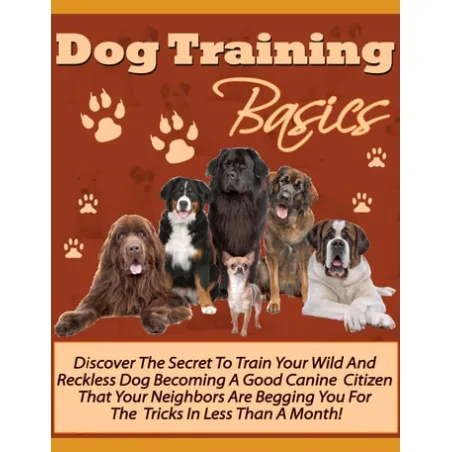 Dog Training
Basics
Discover The Secret To Train Your Wild And
Reckless Dog Becoming A Good Canine Citizen
That Your Neighbors Are Begging You For
The Tricks In Less Than A Month!